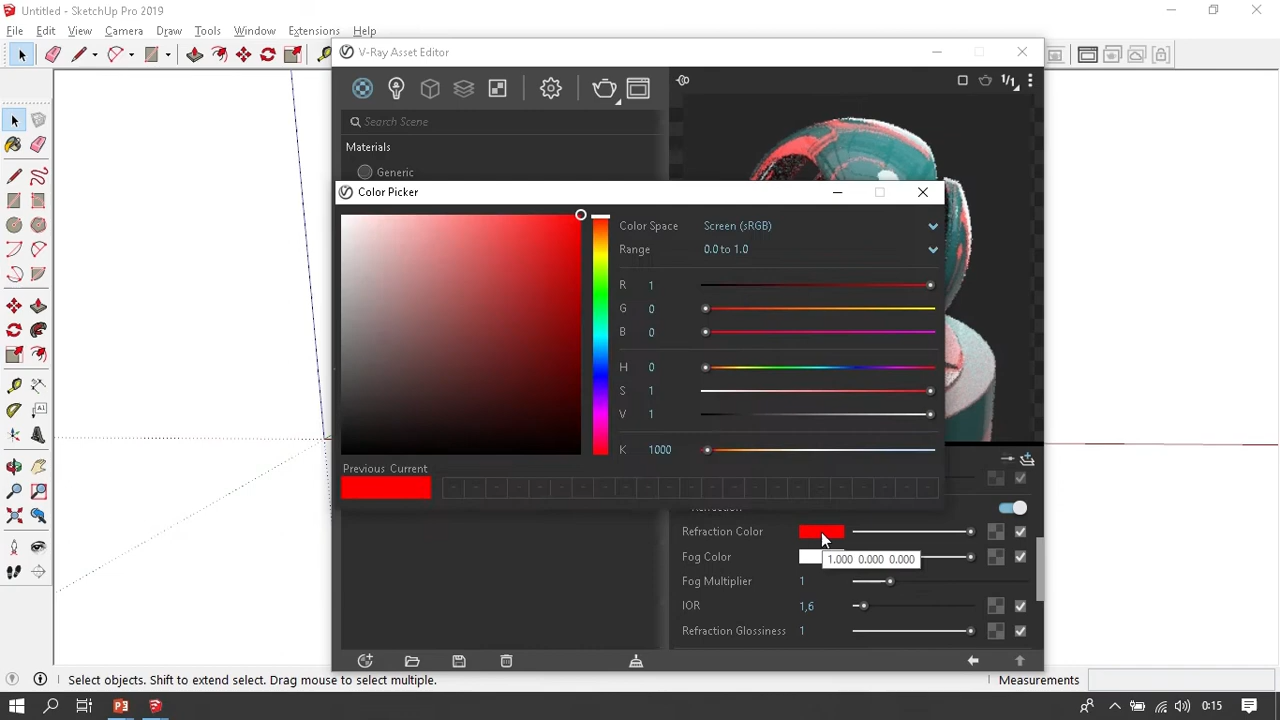 Untitled - SketchUp Pro 2019
File Edit View Camera Draw Tools Window Extensions Help
V-Ray Asset Editor
1/1
Search Scene
Materials
Generic
Color Picker
Color Space Screen (sRGB)
Range 0.0 to 1.0
R 1
G 0
B 0
H 0
S 1
V 1
K 1000
Previous Current
Refraction
Refraction Color
Fog Color
1.000 0.000 0.000
Fog Multiplier 1
IOR 1,6
Refraction Glossiness 1
Select objects. Shift to extend select. Drag mouse to select multiple.
Measurements
0:15